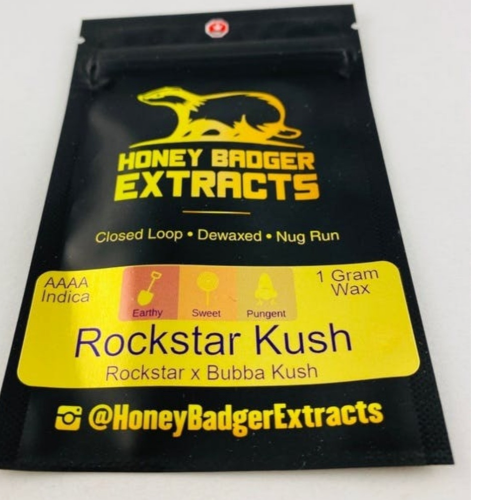 HONEY BADGER
EXTRACTS
Closed Loop • Dewaxed • Nug Run
AAAA
Indica
Earthy
Sweet
Pungent
1 Gram
Wax
Rockstar Kush
Rockstar x Bubba Kush
@HoneyBadgerExtracts